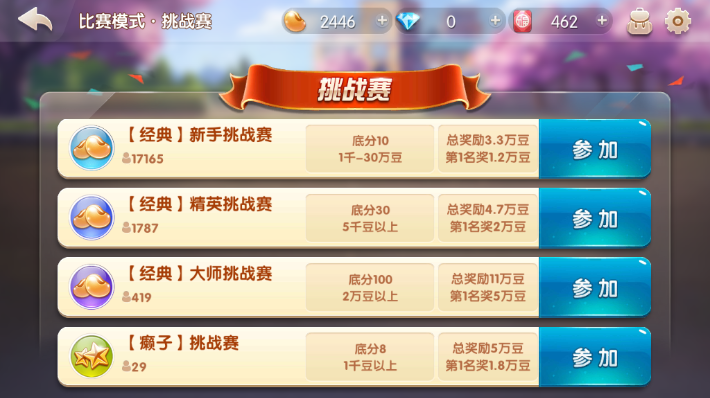 比赛模式·挑战赛 2446 + 0 + 462 +
挑战赛
【经典】新手挑战赛
17165
底分10
1千-30万豆
总奖励3.3万豆
第1名奖1.2万豆
参加
【经典】精英挑战赛
1787
底分30
5千豆以上
总奖励4.7万豆
第1名奖2万豆
参加
【经典】大师挑战赛
419
底分100
2万豆以上
总奖励11万豆
第1名奖5万豆
参加
【癞子】挑战赛
29
底分8
1千豆以上
总奖励5万豆
第1名奖1.8万豆
参加